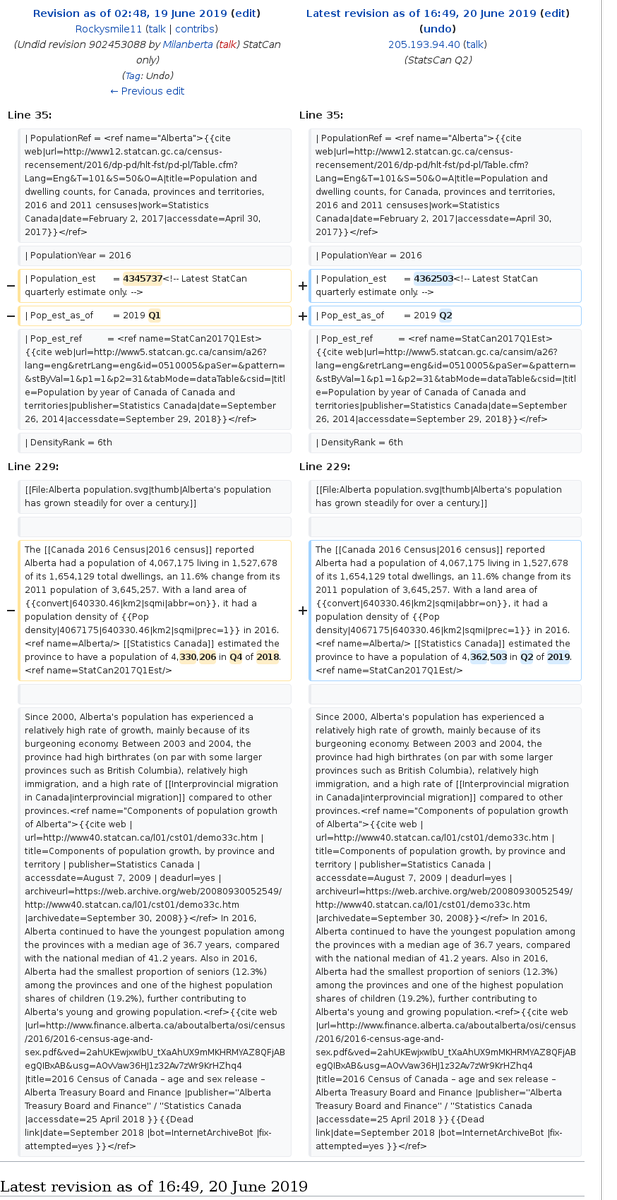 Revision as of 02:48, 19 June 2019 (edit)
Rockysmile11 (talk | contribs)
(Undid revision 902453088 by Milanberta (talk) StatCan
only)
(Tag: Undo)
← Previous edit
Latest revision as of 16:49, 20 June 2019 (edit)
(undo)
205.193.94.40 (talk)
(StatsCan Q2)
Line 35:
Line 35:
| PopulationRef = <ref name="Alberta">{{cite
web|url=http://www12.statcan.gc.ca/census-
recensement/2016/dp-pd/hlt-fst/pd-pl/Table.cfm?
Lang=Eng&T=101&S=50&O=A|title=Population and
dwelling counts, for Canada, provinces and territories,
2016 and 2011 censuses|work=Statistics
Canada|date=February 2, 2017|accessdate=April 30,
2017}}</ref>
| PopulationRef = <ref name="Alberta">{{cite
web|url=http://www12.statcan.gc.ca/census-
recensement/2016/dp-pd/hlt-fst/pd-pl/Table.cfm?
Lang=Eng&T=101&S=50&O=A|title=Population and
dwelling counts, for Canada, provinces and territories,
2016 and 2011 censuses|work=Statistics
Canada|date=February 2, 2017|accessdate=April 30,
2017}}</ref>
| PopulationYear = 2016
| PopulationYear = 2016
− | Population_est = 4345737<!-- Latest StatCan
quarterly estimate only. -->
+ | Population_est = 4362503<!-- Latest StatCan
quarterly estimate only. -->
− | Pop_est_as_of = 2019 Q1
+ | Pop_est_as_of = 2019 Q2
| Pop_est_ref = <ref name=StatCan2017Q1Est>
{{cite web|url=http://www5.statcan.gc.ca/cansim/a26?
lang=eng&retrLang=eng&id=0510005&paSer=&pattern=
&stByVal=1&p1=1&p2=31&tabMode=dataTable&csid=|titl
e=Population by year of Canada of Canada and
territories|publisher=Statistics Canada|date=September
26, 2014|accessdate=September 29, 2018}}</ref>
| Pop_est_ref = <ref name=StatCan2017Q1Est>
{{cite web|url=http://www5.statcan.gc.ca/cansim/a26?
lang=eng&retrLang=eng&id=0510005&paSer=&pattern=
&stByVal=1&p1=1&p2=31&tabMode=dataTable&csid=|titl
e=Population by year of Canada of Canada and
territories|publisher=Statistics Canada|date=September
26, 2014|accessdate=September 29, 2018}}</ref>
| DensityRank = 6th
| DensityRank = 6th
Line 229:
Line 229:
[[File:Alberta population.svg|thumb|Alberta's population
has grown steadily for over a century.]]
[[File:Alberta population.svg|thumb|Alberta's population
has grown steadily for over a century.]]
The [[Canada 2016 Census|2016 census]] reported
Alberta had a population of 4,067,175 living in 1,527,678
of its 1,654,129 total dwellings, an 11.6% change from its
2011 population of 3,645,257. With a land area of
{{convert|640330.46|km2|sqmi|abbr=on}}, it had a
population density of {{Pop
− density|4067175|640330.46|km2|sqmi|prec=1}} in 2016.
<ref name=Alberta/> [[Statistics Canada]] estimated the
province to have a population of 4,330,206 in Q4 of 2018.
<ref name=StatCan2017Q1Est/>
The [[Canada 2016 Census|2016 census]] reported
Alberta had a population of 4,067,175 living in 1,527,678
of its 1,654,129 total dwellings, an 11.6% change from its
2011 population of 3,645,257. With a land area of
{{convert|640330.46|km2|sqmi|abbr=on}}, it had a
population density of {{Pop
+ density|4067175|640330.46|km2|sqmi|prec=1}} in 2016.
<ref name=Alberta/> [[Statistics Canada]] estimated the
province to have a population of 4,362,503 in Q2 of 2019.
<ref name=StatCan2017Q1Est/>
Since 2000, Alberta's population has experienced a
relatively high rate of growth, mainly because of its
burgeoning economy. Between 2003 and 2004, the
province had high birthrates (on par with some larger
provinces such as British Columbia), relatively high
immigration, and a high rate of [[Interprovincial migration
in Canada|interprovincial migration]] compared to other
provinces.<ref name="Components of population growth
of Alberta">{{cite web |
url=http://www40.statcan.ca/l01/cst01/demo33c.htm |
title=Components of population growth, by province and
territory | publisher=Statistics Canada |
accessdate=August 7, 2009 | deadurl=yes |
archiveurl=https://web.archive.org/web/20080930052549/
http://www40.statcan.ca/l01/cst01/demo33c.htm
|archivedate=September 30, 2008}}</ref> In 2016,
Alberta continued to have the youngest population among
the provinces with a median age of 36.7 years, compared
with the national median of 41.2 years. Also in 2016,
Alberta had the smallest proportion of seniors (12.3%)
among the provinces and one of the highest population
shares of children (19.2%), further contributing to
Alberta's young and growing population.<ref>{{cite web
|url=http://www.finance.alberta.ca/aboutalberta/osi/census
/2016/2016-census-age-and-
sex.pdf&ved=2ahUKEwjxwIbU_tXaAhUX9mMKHRMYAZ8QFjAB
egQIBxAB&usg=AOvVaw36HJ1z32Av7zWr9KrHZhq4
|title=2016 Census of Canada – age and sex release –
Alberta Treasury Board and Finance |publisher=''Alberta
Treasury Board and Finance'' / ''Statistics Canada
|accessdate=25 April 2018 }}{{Dead
link|date=September 2018 |bot=InternetArchiveBot |fix-
attempted=yes }}</ref>
Since 2000, Alberta's population has experienced a
relatively high rate of growth, mainly because of its
burgeoning economy. Between 2003 and 2004, the
province had high birthrates (on par with some larger
provinces such as British Columbia), relatively high
immigration, and a high rate of [[Interprovincial migration
in Canada|interprovincial migration]] compared to other
provinces.<ref name="Components of population growth
of Alberta">{{cite web |
url=http://www40.statcan.ca/l01/cst01/demo33c.htm |
title=Components of population growth, by province and
territory | publisher=Statistics Canada |
accessdate=August 7, 2009 | deadurl=yes |
archiveurl=https://web.archive.org/web/20080930052549/
http://www40.statcan.ca/l01/cst01/demo33c.htm
|archivedate=September 30, 2008}}</ref> In 2016,
Alberta continued to have the youngest population among
the provinces with a median age of 36.7 years, compared
with the national median of 41.2 years. Also in 2016,
Alberta had the smallest proportion of seniors (12.3%)
among the provinces and one of the highest population
shares of children (19.2%), further contributing to
Alberta's young and growing population.<ref>{{cite web
|url=http://www.finance.alberta.ca/aboutalberta/osi/census
/2016/2016-census-age-and-
sex.pdf&ved=2ahUKEwjxwIbU_tXaAhUX9mMKHRMYAZ8QFjAB
egQIBxAB&usg=AOvVaw36HJ1z32Av7zWr9KrHZhq4
|title=2016 Census of Canada – age and sex release –
Alberta Treasury Board and Finance |publisher=''Alberta
Treasury Board and Finance'' / ''Statistics Canada
|accessdate=25 April 2018 }}{{Dead
link|date=September 2018 |bot=InternetArchiveBot |fix-
attempted=yes }}</ref>
Latest revision as of 16:49, 20 June 2019